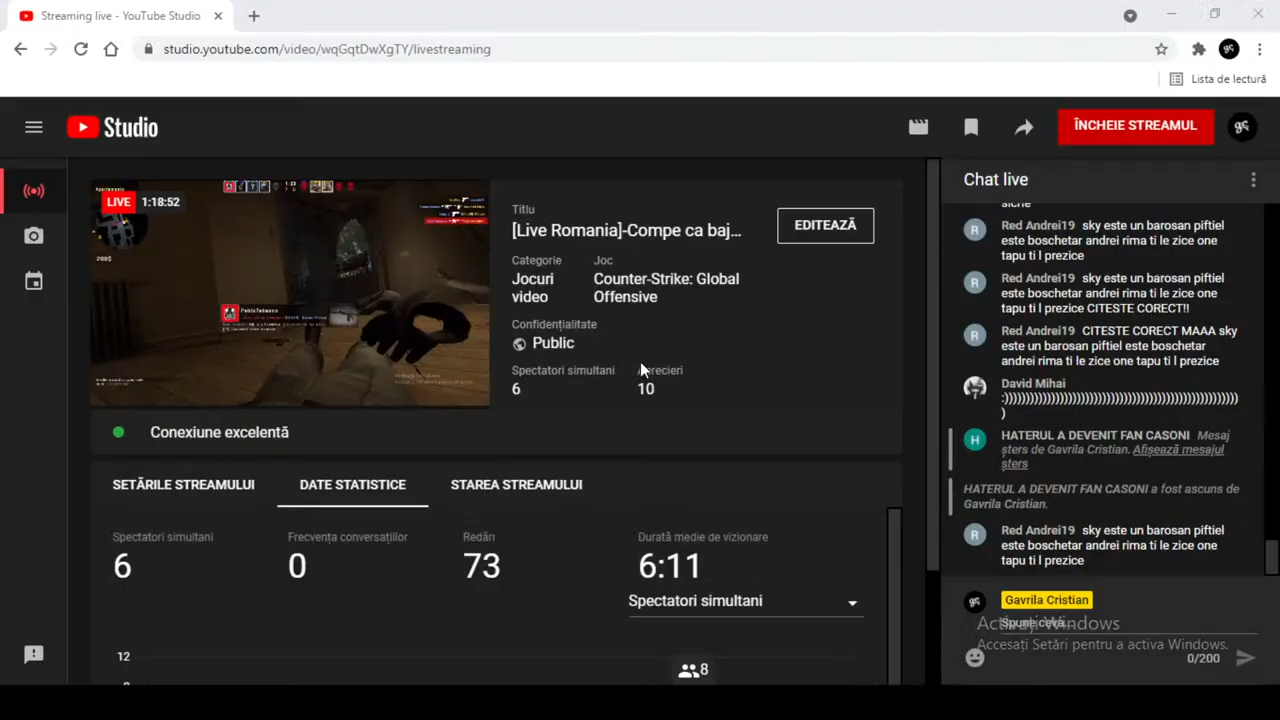 Streaming live - YouTube Studio
studio.youtube.com/video/wqGqtDwXgTY/livestreaming
Lista de lectură
Studio
ÎNCHEIE STREAMUL
LIVE 1:18:52
Titlu
[Live Romania]-Compe ca baj...
EDITEAZĂ
Categorie Joc
Jocuri video
Counter-Strike: Global
Offensive
Confidențialitate
Public
Spectatori simultani
6
10
Conexiune excelentă
SETĂRILE STREAMULUI DATE STATISTICE STAREA STREAMULUI
Spectatori simultani Frecvența conversațiilor Redări Durată medie de vizionare
6 0 73 6:11
Spectatori simultani
12
8
Chat live
Red Andrei19 sky este un barosan piftiel
este boschetar andrei rima ti le zice one
tapu ti l prezice
Red Andrei19 sky este un barosan piftiel
este boschetar andrei rima ti le zice one
tapu ti l prezice CITESTE CORECT!!
Red Andrei19 CITESTE CORECT MAAA sky
este un barosan piftiel este boschetar
andrei rima ti le zice one tapu ti l prezice
David Mihai
:))))))))))))))))))))))))))))))))))))))))))))))))))))))
)
HATERUL A DEVENIT FAN CASONI Mesaj
șters de Gavrila Cristian. Afișează mesajul
șters
HATERUL A DEVENIT FAN CASONI a fost ascuns de
Gavrila Cristian.
Red Andrei19 sky este un barosan piftiel
este boschetar andrei rima ti le zice one
tapu ti l prezice
Gavrila Cristian
Spune ceva...
Activați Windows
Accesați Setări pentru a activa Windows.
0/200